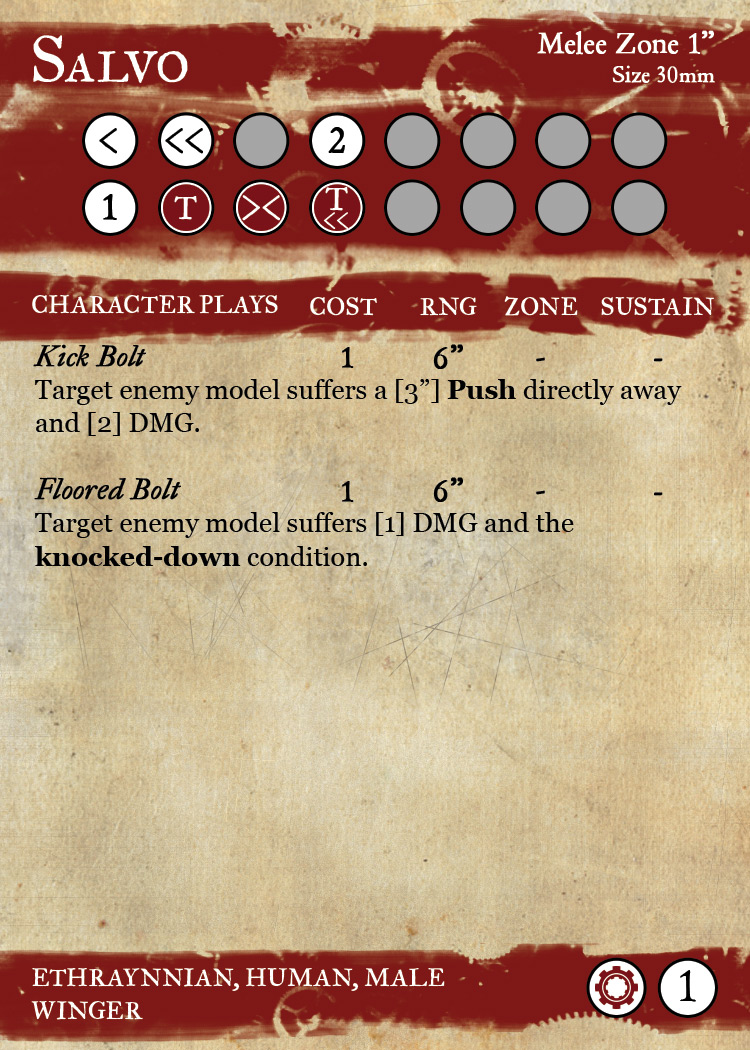 SALVO
Melee Zone 1”
Size 30mm
< << 2
1 T >< T <<
CHARACTER PLAYS COST RNG ZONE SUSTAIN
Kick Bolt 1 6” - -
Target enemy model suffers a [3”] Push directly away
and [2] DMG.
Floored Bolt 1 6” - -
Target enemy model suffers [1] DMG and the
knocked-down condition.
ETHRAYNNIAN, HUMAN, MALE
WINGER
1